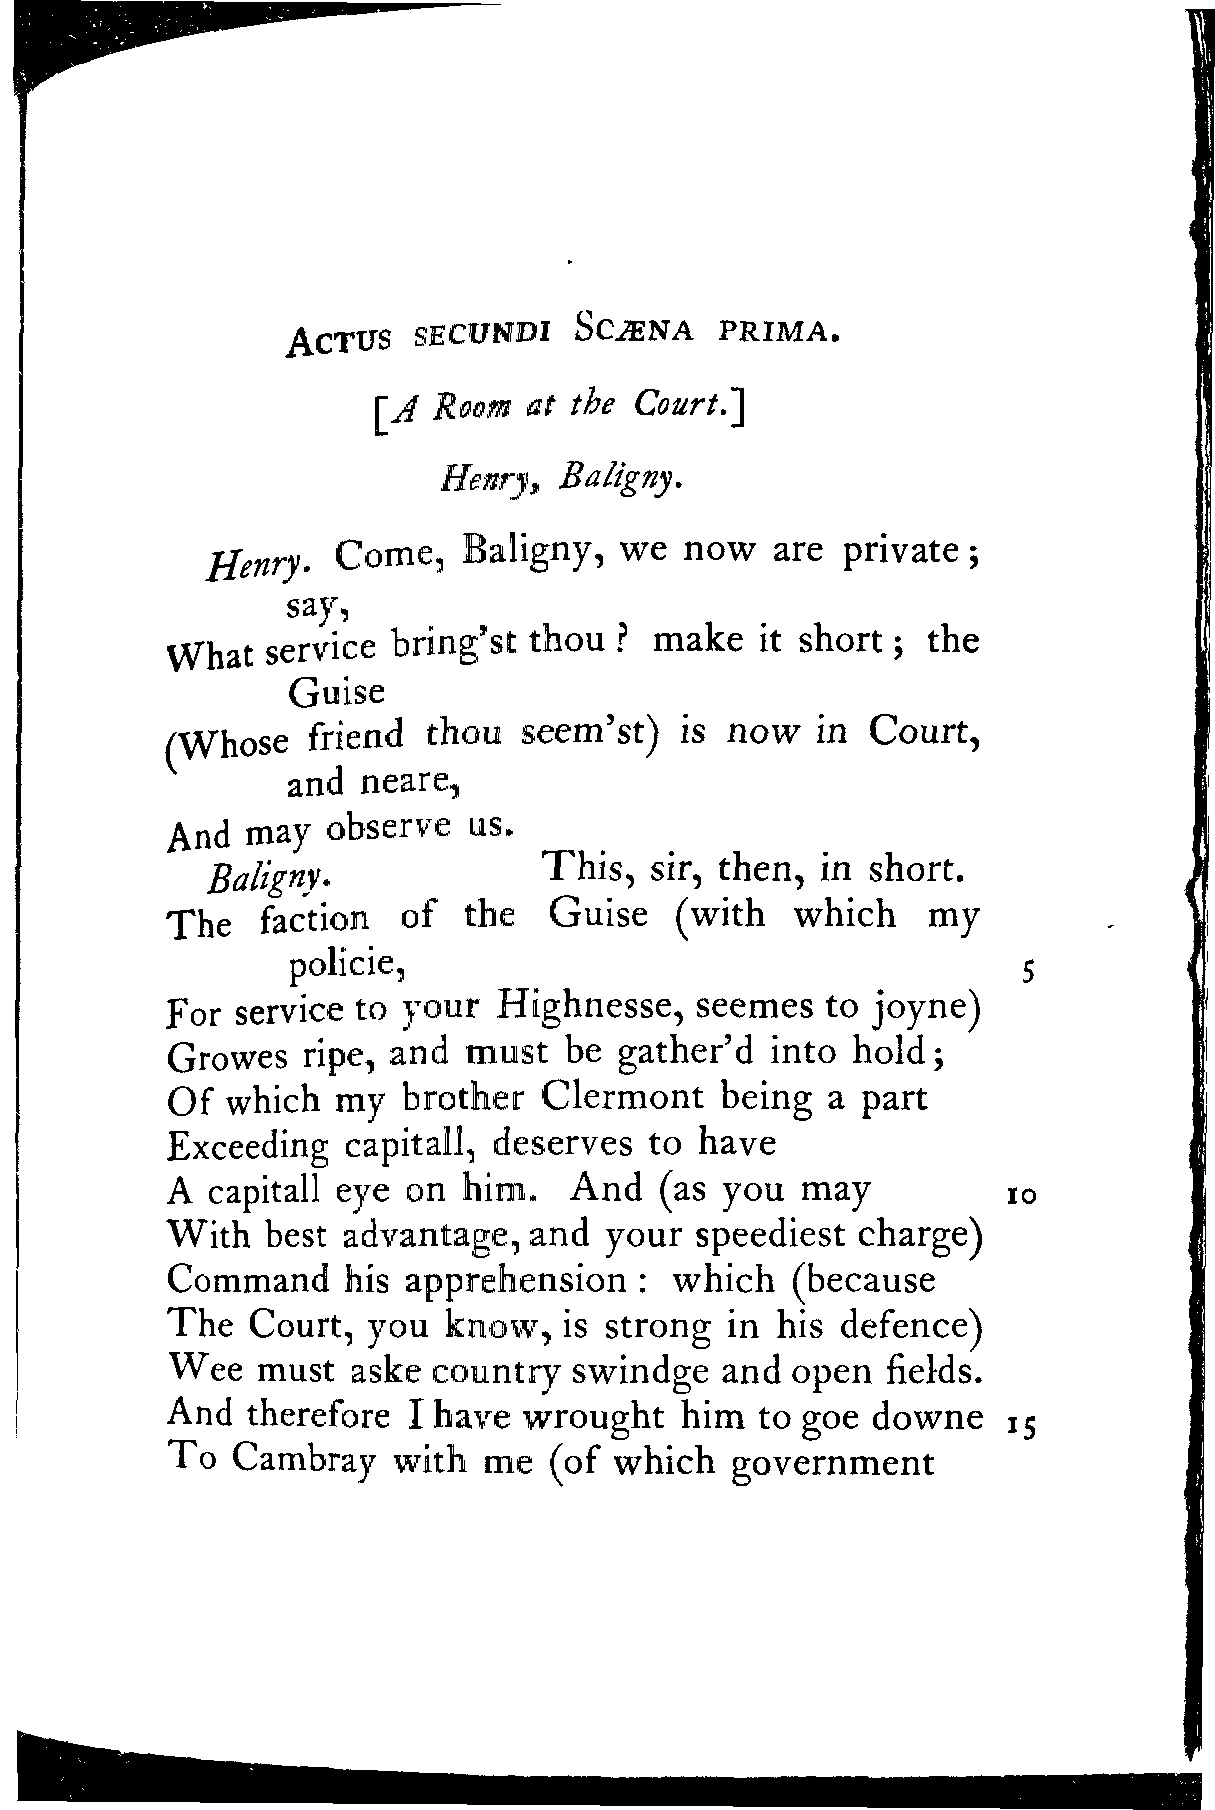 ACTUS SECUNDI SCÆNA PRIMA.
[A Room at the Court.]
Henry, Baligny.
Henry. Come, Baligny, we now are private;
say,
What service bring'st thou? make it short; the
Guise
(Whose friend thou seem'st) is now in Court,
and neare,
And may observe us.
Baligny. This, sir, then, in short.
The faction of the Guise (with which my
policie, 5
For service to your Highnesse, seemes to joyne)
Growes ripe, and must be gather'd into hold;
Of which my brother Clermont being a part
Exceeding capitall, deserves to have
A capitall eye on him. And (as you may 10
With best advantage, and your speediest charge)
Command his apprehension: which (because
The Court, you know, is strong in his defence)
Wee must aske country swindge and open fields.
And therefore I have wrought him to goe downe 15
To Cambray with me (of which government